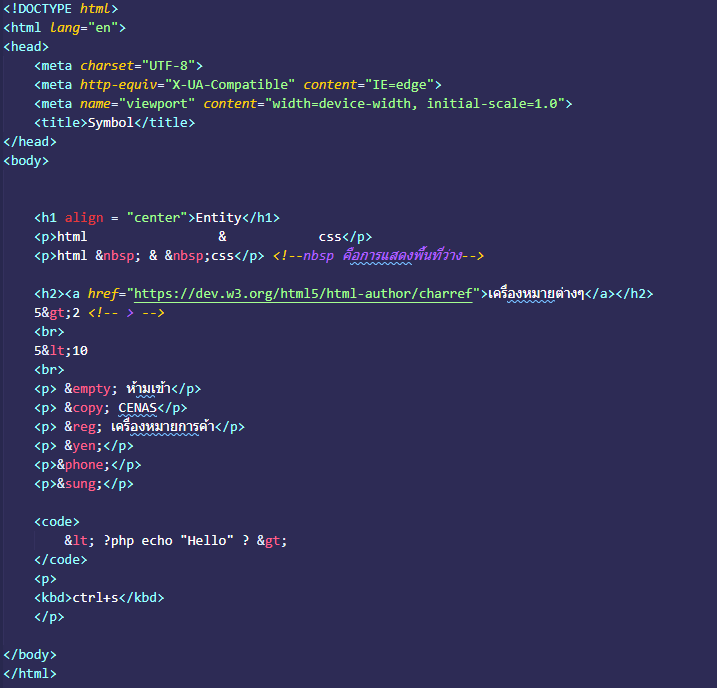 <!DOCTYPE html>
<html lang="en">
<head>
    <meta charset="UTF-8">
    <meta http-equiv="X-UA-Compatible" content="IE=edge">
    <meta name="viewport" content="width=device-width, initial-scale=1.0">
    <title>Symbol</title>
</head>
<body>


    <h1 align = "center">Entity</h1>
    <p>html                 &            css</p>
    <p>html &nbsp; & &nbsp;css</p> <!--nbsp คือการแสดงพื้นที่ว่าง-->

    <h2><a href="https://dev.w3.org/html5/html-author/charref">เครื่องหมายต่างๆ</a></h2>
    5&gt;2 <!-- > -->
    <br>
    5&lt;10
    <br>
    <p> &empty; ห้ามเข้า</p>
    <p> &copy; CENAS</p>
    <p> &reg; เครื่องหมายการค้า</p>
    <p> &yen;</p>
    <p>&phone;</p>
    <p>&sung;</p>

    <code>
        &lt; ?php echo "Hello" ? &gt;
    </code>
    <p>
    <kbd>ctrl+s</kbd>
    </p>

</body>
</html>